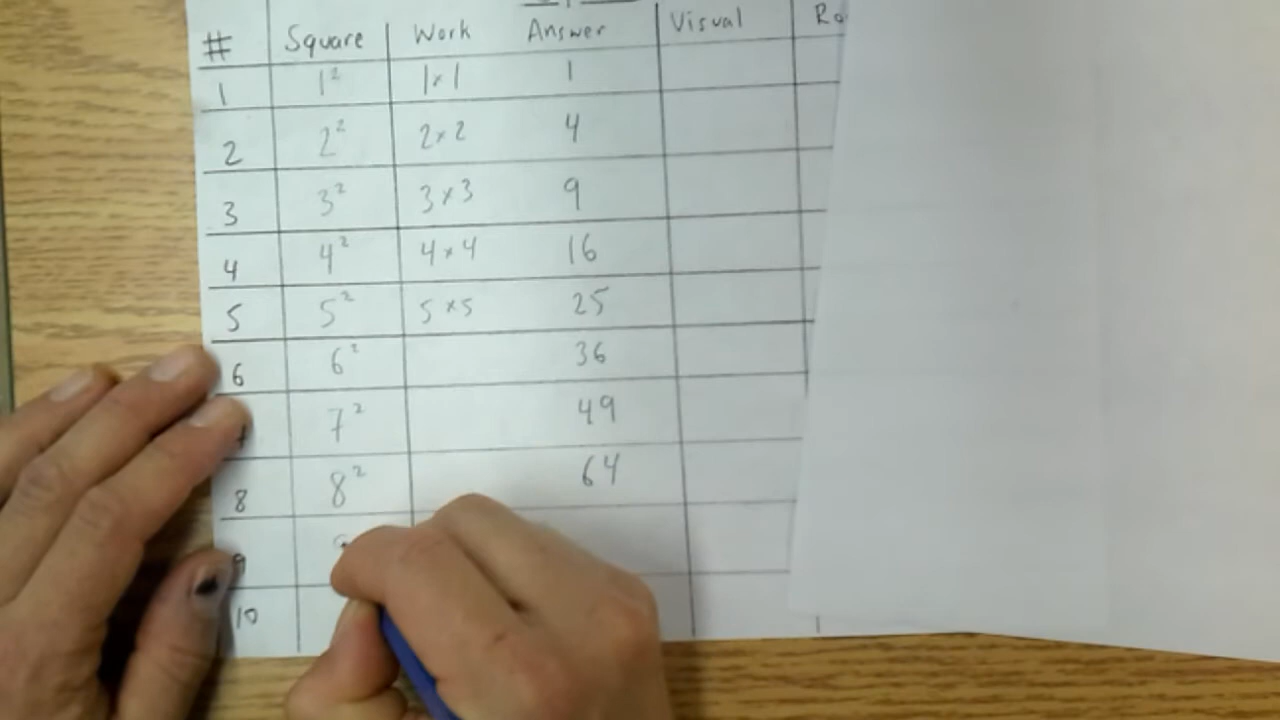 # Square Work Answer Visual Ro
1 1² 1×1 1
2 2² 2×2 4
3 3² 3×3 9
4 4² 4×4 16
5 5² 5×5 25
6 6² 36
7² 49
8 8² 64
9
10